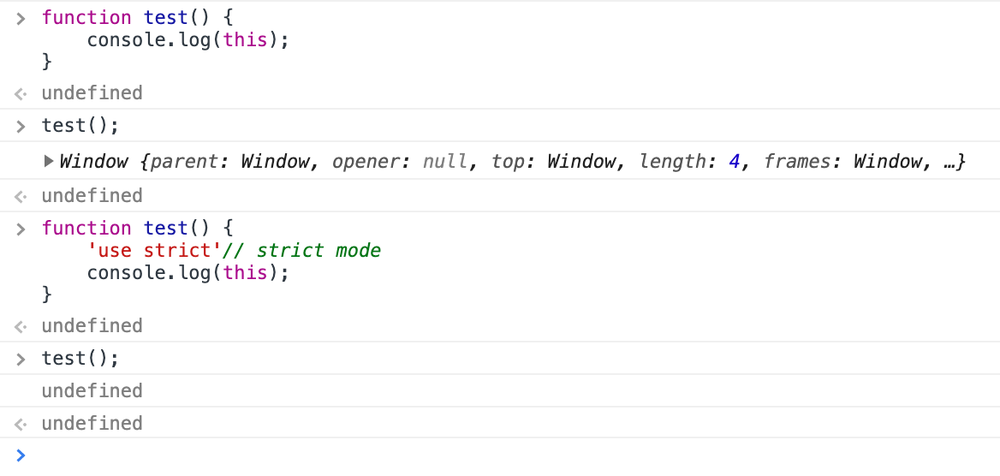 function test() {
    console.log(this);
}
undefined
test();
Window {parent: Window, opener: null, top: Window, length: 4, frames: Window, …}
undefined
function test() {
    'use strict'// strict mode
    console.log(this);
}
undefined
test();
undefined
undefined